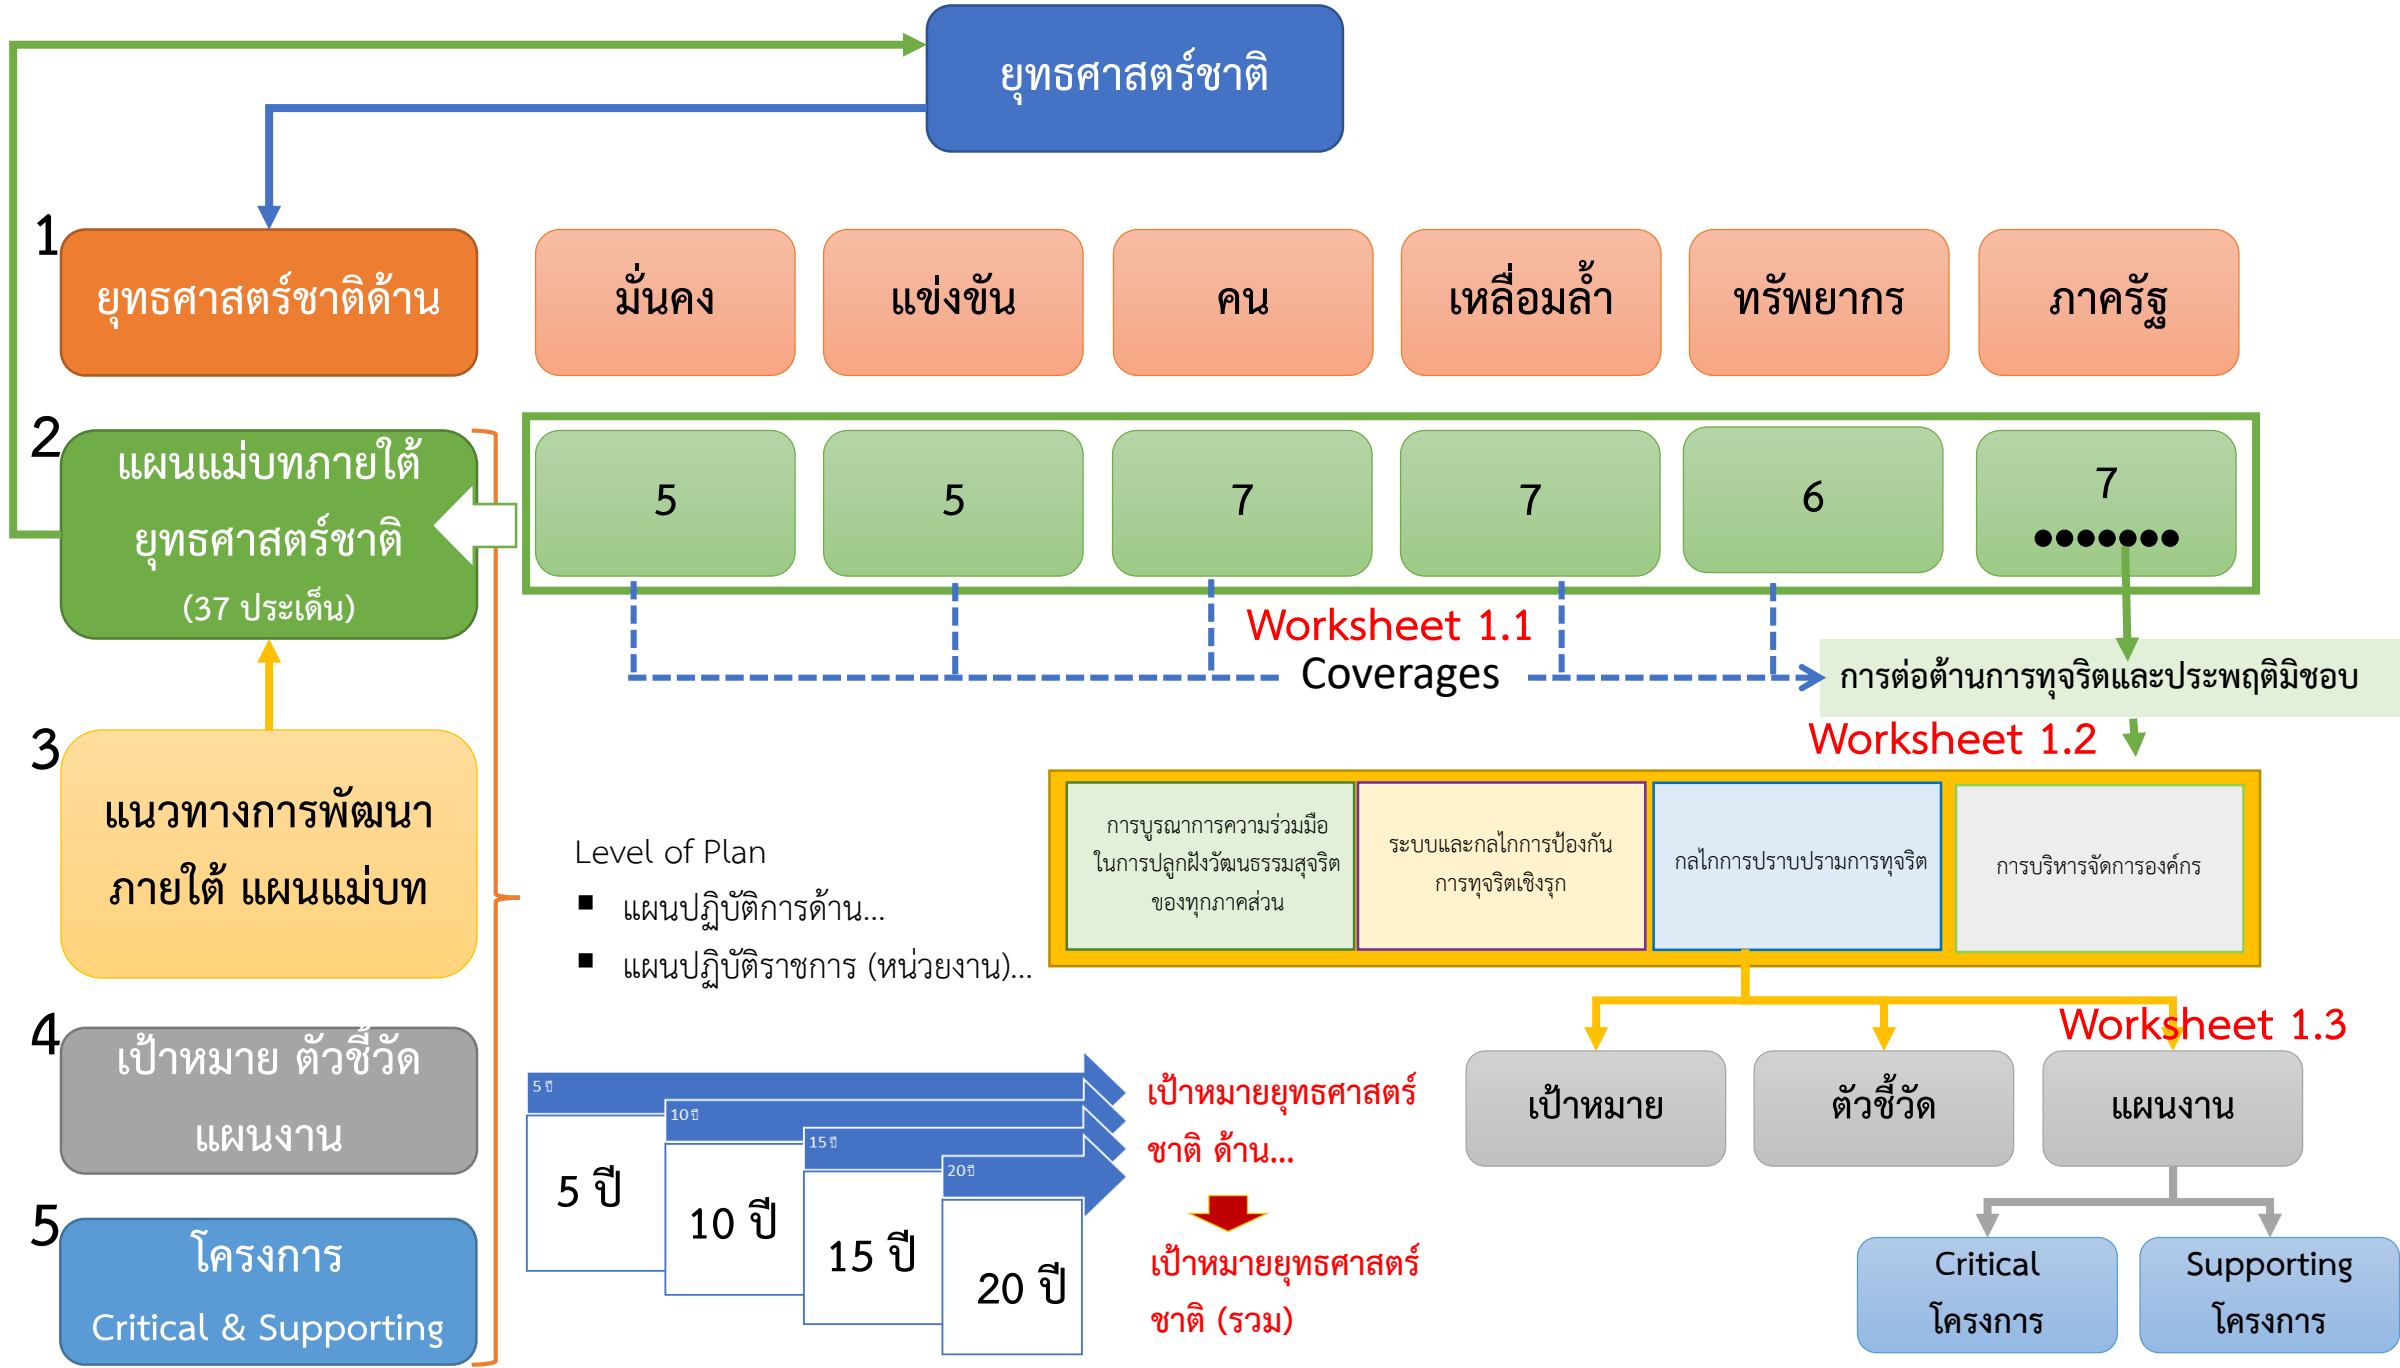 ยุทธศาสตร์ชาติ
1
ยุทธศาสตร์ชาติด้าน
มั่นคง
แข่งขัน
คน
เหลื่อมล้ำ
ทรัพยากร
ภาครัฐ
2
แผนแม่บทภายใต้
ยุทธศาสตร์ชาติ
(37 ประเด็น)
5
5
7
7
6
7
Worksheet 1.1
Coverages
การต่อต้านการทุจริตและประพฤติมิชอบ
Worksheet 1.2
3
แนวทางการพัฒนา
ภายใต้ แผนแม่บท
Level of Plan
▪ แผนปฏิบัติการด้าน...
▪ แผนปฏิบัติราชการ (หน่วยงาน)...
การบูรณาการความร่วมมือ
ในการปลูกฝังวัฒนธรรมสุจริต
ของทุกภาคส่วน
ระบบและกลไกการป้องกัน
การทุจริตเชิงรุก
กลไกการปราบปรามการทุจริต
การบริหารจัดการองค์กร
Worksheet 1.3
4
เป้าหมาย ตัวชี้วัด
แผนงาน
5 ปี
10 ปี
15 ปี
20 ปี
5 ปี
10 ปี
15 ปี
20 ปี
เป้าหมายยุทธศาสตร์
ชาติ ด้าน...
เป้าหมายยุทธศาสตร์
ชาติ (รวม)
เป้าหมาย
ตัวชี้วัด
แผนงาน
5
โครงการ
Critical & Supporting
Critical
โครงการ
Supporting
โครงการ